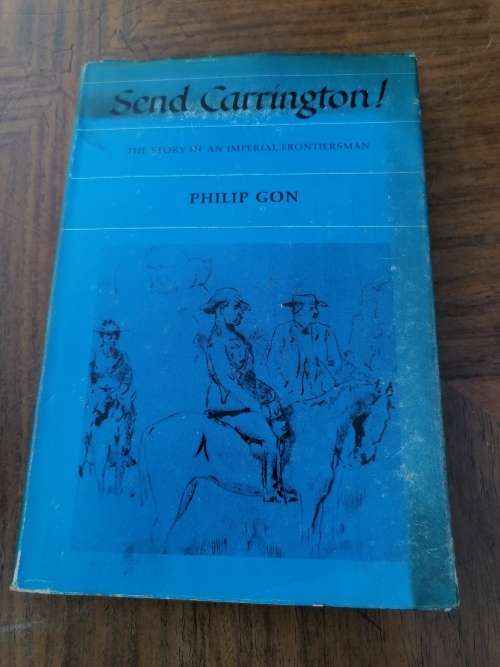 Send Carrington!
THE STORY OF AN IMPERIAL FRONTIERSMAN
PHILIP GON